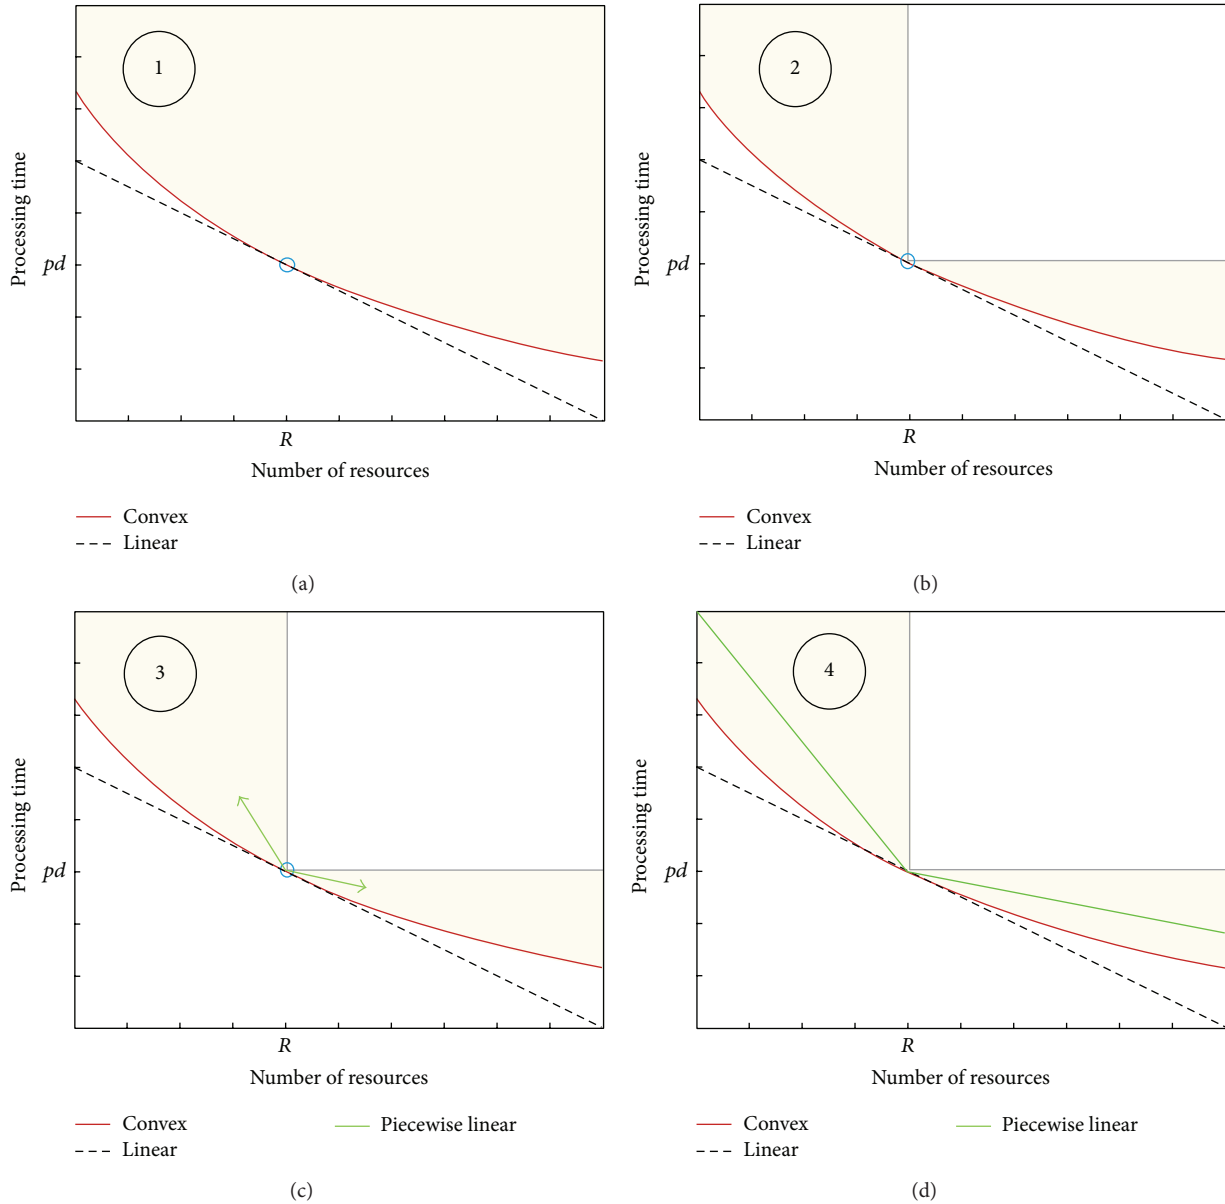 1
Processing time
pd
R
Number of resources
Convex
Linear
(a)
2
Processing time
pd
R
Number of resources
Convex
Linear
(b)
3
Processing time
pd
R
Number of resources
Convex
Piecewise linear
Linear
(c)
4
Processing time
pd
R
Number of resources
Convex
Piecewise linear
Linear
(d)